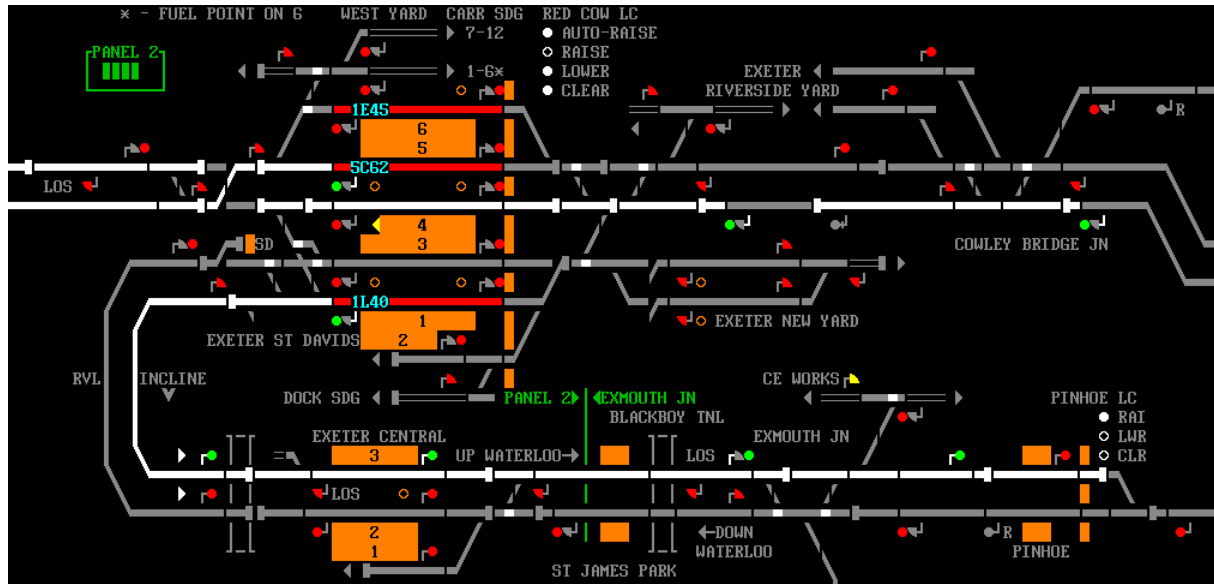 * - FUEL POINT ON 6 WEST YARD CARR SDG RED COW LC
7-12 AUTO-RAISE
PANEL 2 RAISE
1-6* LOWER EXETER
CLEAR RIVERSIDE YARD
1E45 R
6
5
5C62
LOS
4
3 SD COWLEY BRIDGE JN
1L40
1 EXETER NEW YARD
EXETER ST DAVIDS 2
RVL INCLINE CE WORKS
DOCK SDG PANEL 2 EXMOUTH JN PINHOE LC
BLACKBOY TNL RAI
EXETER CENTRAL EXMOUTH JN LWR
3 UP WATERLOO→ LOS CLR
LOS
2 ←DOWN R
1 WATERLOO PINHOE
ST JAMES PARK